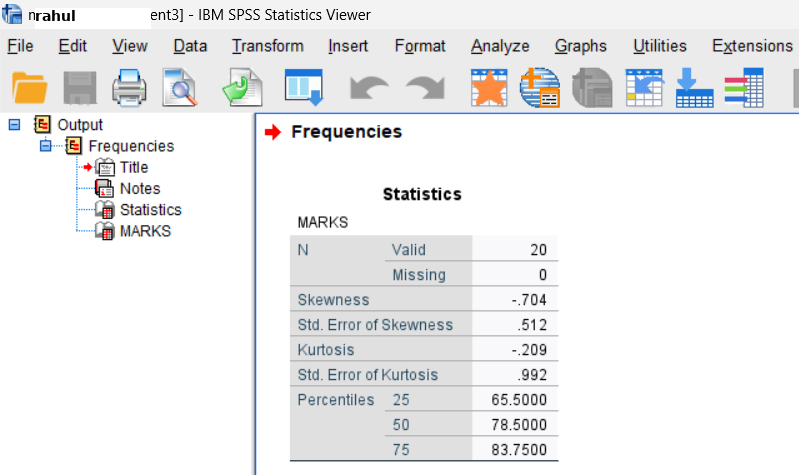 nrahul ent3] - IBM SPSS Statistics Viewer
File Edit View Data Transform Insert Format Analyze Graphs Utilities Extensions
Output
Frequencies
Title
Notes
Statistics
MARKS
Frequencies
Statistics
MARKS
N Valid 20
Missing 0
Skewness -.704
Std. Error of Skewness .512
Kurtosis -.209
Std. Error of Kurtosis .992
Percentiles 25 65.5000
50 78.5000
75 83.7500